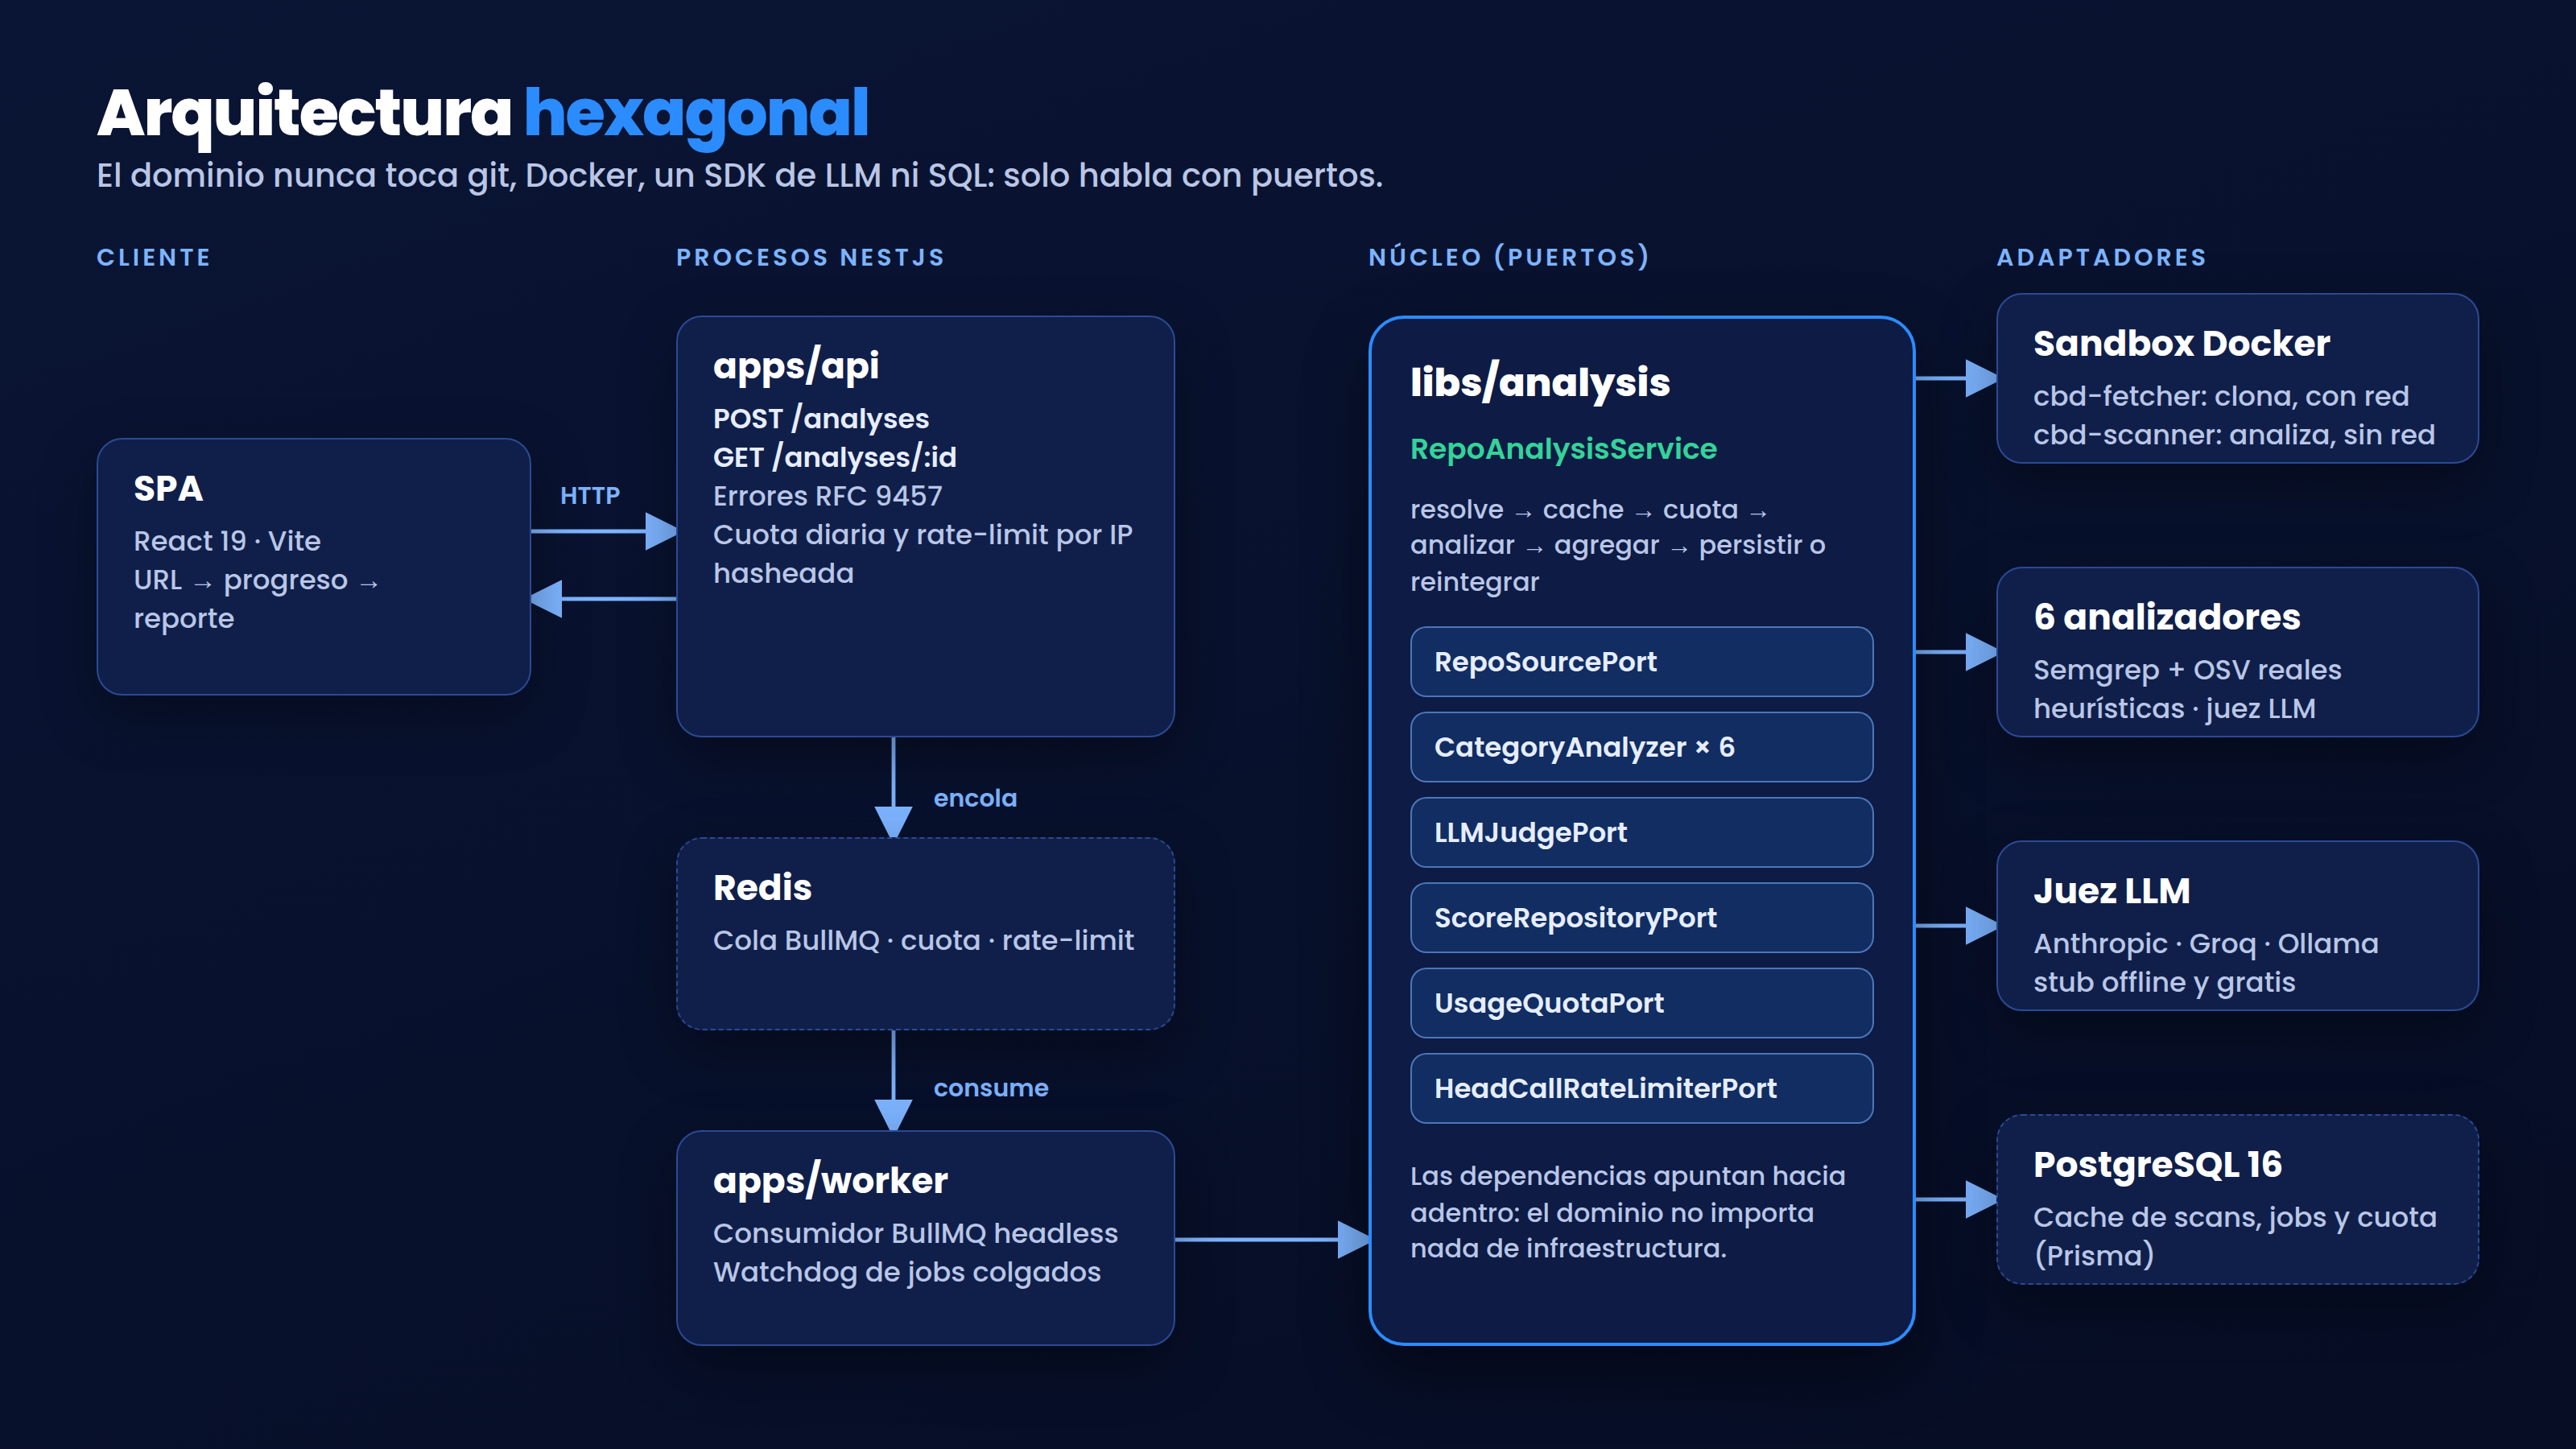 Arquitectura hexagonal
El dominio nunca toca git, Docker, un SDK de LLM ni SQL: solo habla con puertos.
CLIENTE
SPA
React 19 · Vite
URL → progreso →
reporte
HTTP
PROCESOS NESTJS
apps/api
POST /analyses
GET /analyses/:id
Errores RFC 9457
Cuota diaria y rate-limit por IP
hasheada
encola
Redis
Cola BullMQ · cuota · rate-limit
consume
apps/worker
Consumidor BullMQ headless
Watchdog de jobs colgados
NÚCLEO (PUERTOS)
libs/analysis
RepoAnalysisService
resolve → cache → cuota →
analizar → agregar → persistir o
reintegrar
RepoSourcePort
CategoryAnalyzer × 6
LLMJudgePort
ScoreRepositoryPort
UsageQuotaPort
HeadCallRateLimiterPort
Las dependencias apuntan hacia
adentro: el dominio no importa
nada de infraestructura.
ADAPTADORES
Sandbox Docker
cbd-fetcher: clona, con red
cbd-scanner: analiza, sin red
6 analizadores
Semgrep + OSV reales
heurísticas · juez LLM
Juez LLM
Anthropic · Groq · Ollama
stub offline y gratis
PostgreSQL 16
Cache de scans, jobs y cuota
(Prisma)